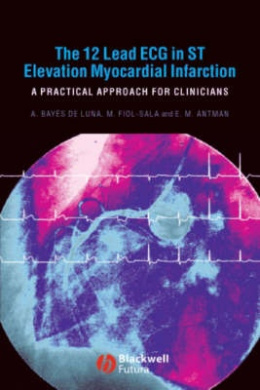 The 12 Lead ECG in ST
Elevation Myocardial Infarction
A PRACTICAL APPROACH FOR CLINICIANS
A. BAYÉS DE LUNA, M. FIOL-SALA and E. M. ANTMAN
Blackwell
Futura